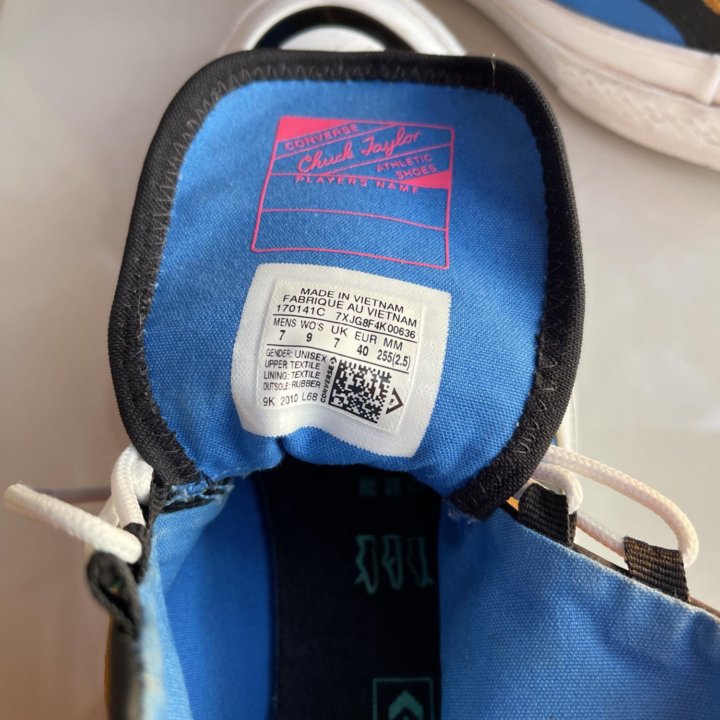 CONVERSE
Chuck Taylor
ATHLETIC
SHOES
PLAYERS NAME
MADE IN VIETNAM
FABRIQUE AU VIETNAM
170141C 7XJG8F4K00636
MENS WO'S UK EUR MM
7 9 7 40 255(2.5)
GENDER: UNISEX
UPPER: TEXTILE
LINING: TEXTILE
OUTSOLE: RUBBER
9K 2010 L6B
CONVERSE